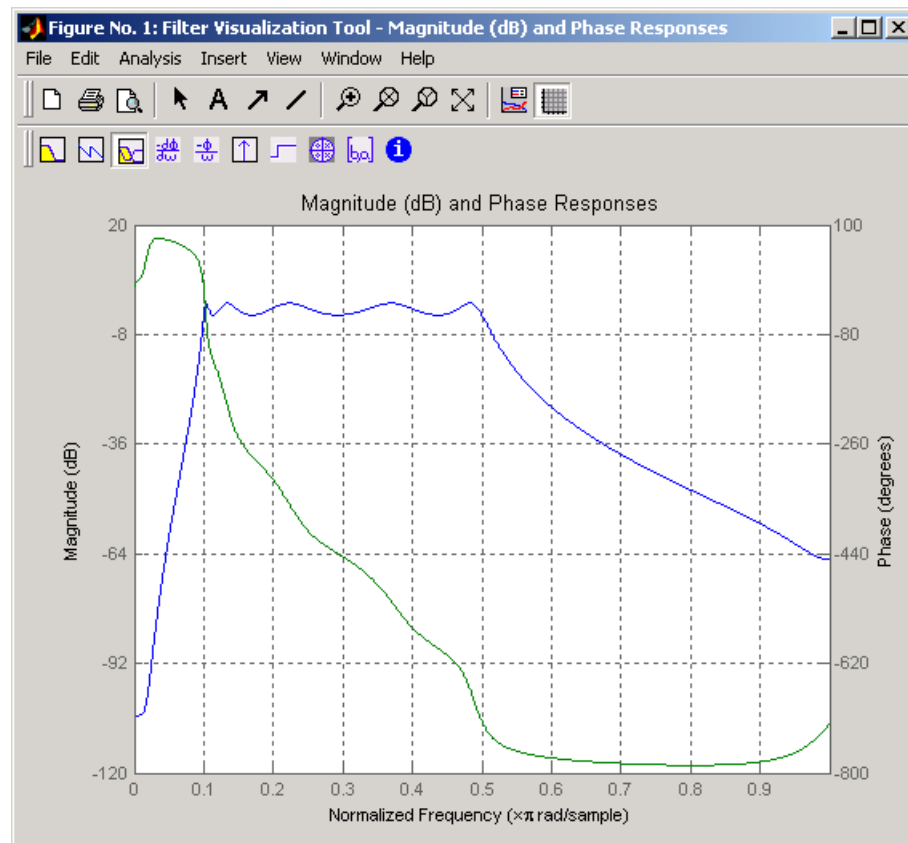 Figure No. 1: Filter Visualization Tool - Magnitude (dB) and Phase Responses
File Edit Analysis Insert View Window Help
A
-dφ
dω
-φ
ω
[b,a]
i
Magnitude (dB) and Phase Responses
20
-8
-36
-64
-92
-120
Magnitude (dB)
100
-80
-260
-440
-620
-800
Phase (degrees)
0 0.1 0.2 0.3 0.4 0.5 0.6 0.7 0.8 0.9
Normalized Frequency (×π rad/sample)